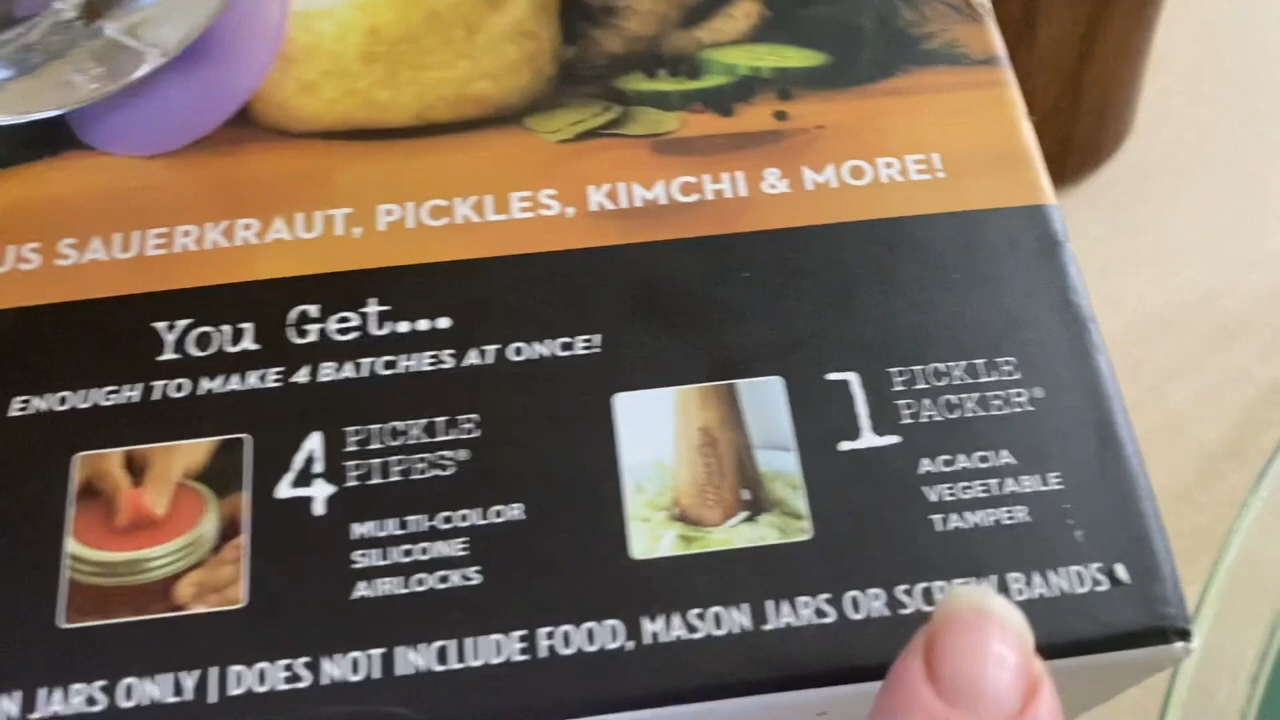 SAUERKRAUT, PICKLES, KIMCHI & MORE!
You Get...
ENOUGH TO MAKE 4 BATCHES AT ONCE!
4 PICKLE PIPES®
MULTI-COLOR
SILICONE
AIRLOCKS
1 PICKLE PACKER®
ACACIA
VEGETABLE
TAMPER
JARS ONLY | DOES NOT INCLUDE FOOD, MASON JARS OR SCREW BANDS